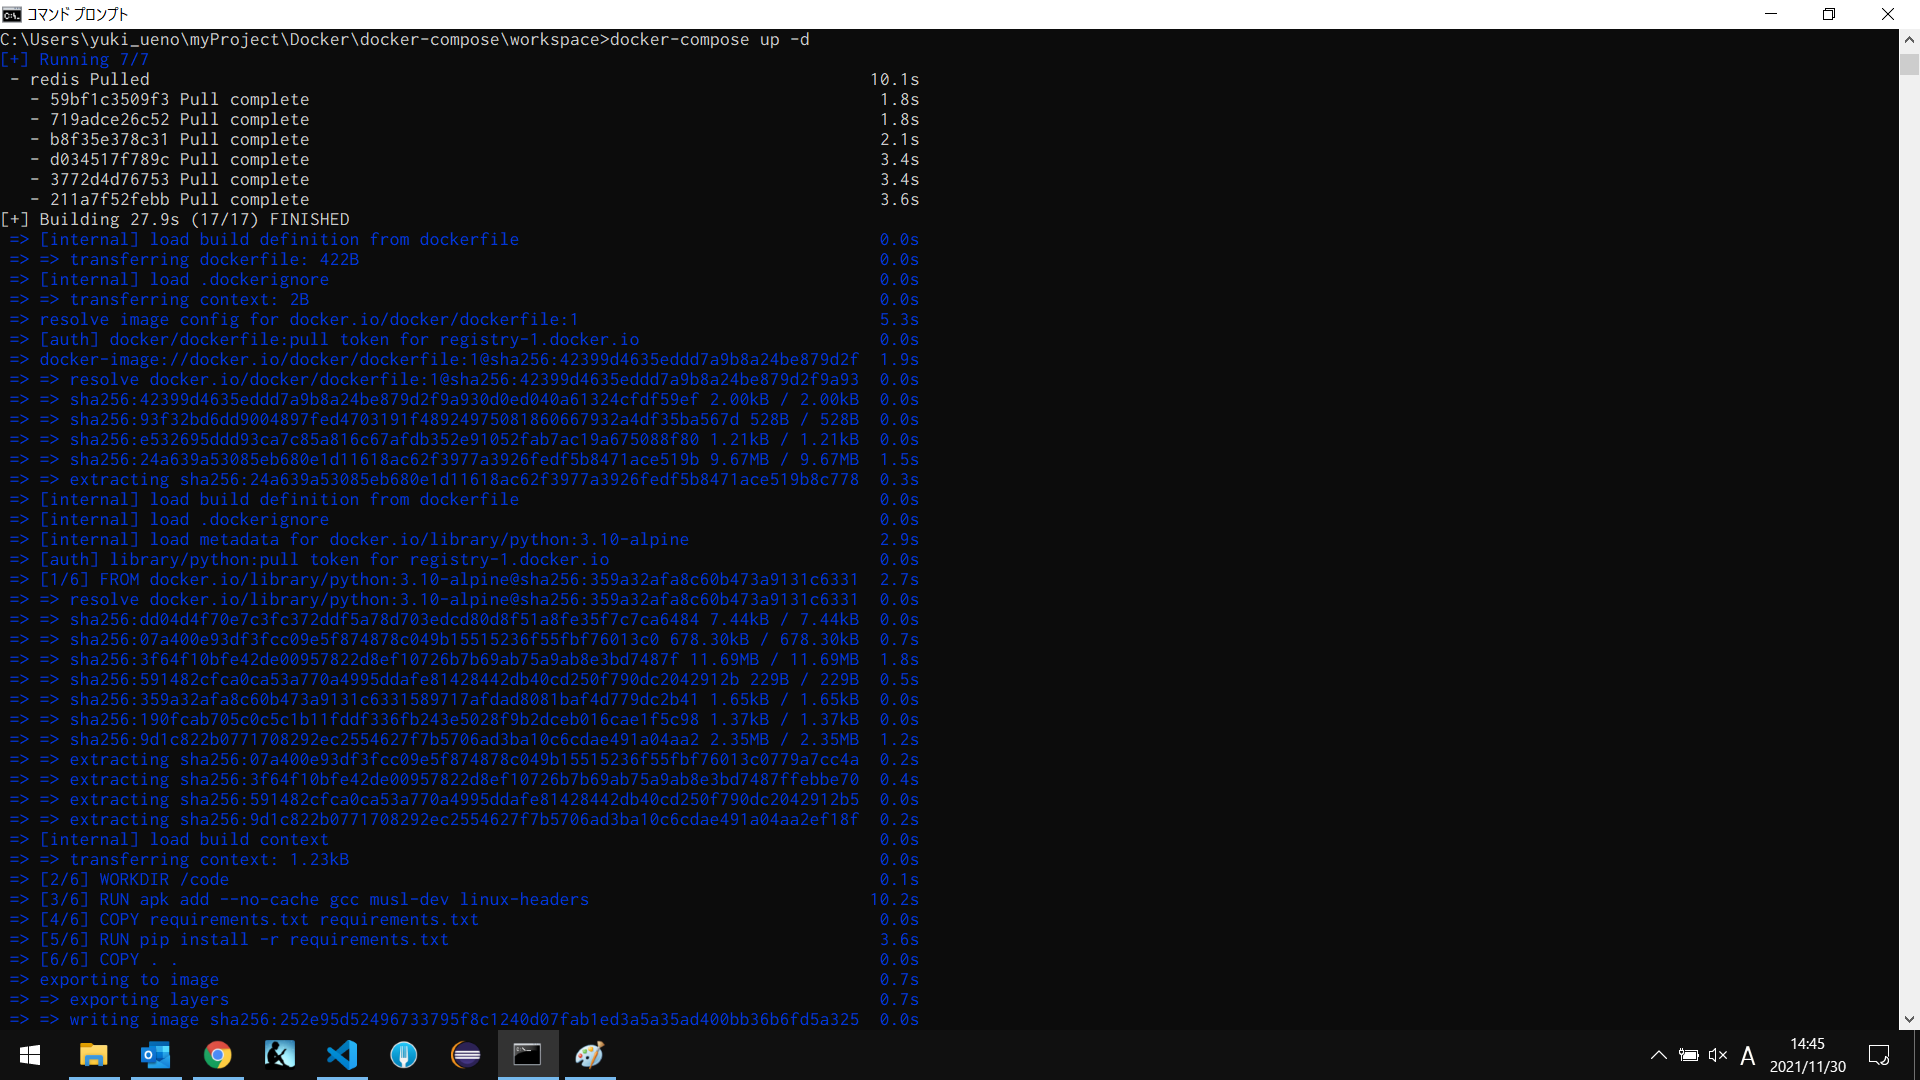 コマンド プロンプト
C:\Users\yuki_ueno\myProject\Docker\docker-compose\workspace>docker-compose up -d
[+] Running 7/7
- redis Pulled 10.1s
- 59bf1c3509f3 Pull complete 1.8s
- 719adce26c52 Pull complete 1.8s
- b8f35e378c31 Pull complete 2.1s
- d034517f789c Pull complete 3.4s
- 3772d4d76753 Pull complete 3.4s
- 211a7f52febb Pull complete 3.6s
[+] Building 27.9s (17/17) FINISHED
=> [internal] load build definition from dockerfile 0.0s
=> => transferring dockerfile: 422B 0.0s
=> [internal] load .dockerignore 0.0s
=> => transferring context: 2B 0.0s
=> resolve image config for docker.io/docker/dockerfile:1 5.3s
=> [auth] docker/dockerfile:pull token for registry-1.docker.io 0.0s
=> docker-image://docker.io/docker/dockerfile:1@sha256:42399d4635eddd7a9b8a24be879d2f 1.9s
=> => resolve docker.io/docker/dockerfile:1@sha256:42399d4635eddd7a9b8a24be879d2f9a93 0.0s
=> => sha256:42399d4635eddd7a9b8a24be879d2f9a930d0ed040a61324cfdf59ef 2.00kB / 2.00kB 0.0s
=> => sha256:93f32bd6dd9004897fed4703191f489249750818606679 32a4df35ba567d 528B / 528B 0.0s
=> => sha256:e532695ddd93ca7c85a816c67afdb352e91052fab7ac19a675088f80 1.21kB / 1.21kB 0.0s
=> => sha256:24a639a53085eb680e1d11618ac62f3977a3926fedf5b8471ace519b 9.67MB / 9.67MB 1.5s
=> => extracting sha256:24a639a53085eb680e1d11618ac62f3977a3926fedf5b8471ace519b8c778 0.3s
=> [internal] load build definition from dockerfile 0.0s
=> [internal] load .dockerignore 0.0s
=> [internal] load metadata for docker.io/library/python:3.10-alpine 2.9s
=> [auth] library/python:pull token for registry-1.docker.io 0.0s
=> [1/6] FROM docker.io/library/python:3.10-alpine@sha256:359a32afa8c60b473a9131c6331 2.7s
=> => resolve docker.io/library/python:3.10-alpine@sha256:359a32afa8c60b473a9131c6331 0.0s
=> => sha256:dd04d4f70e7c3fc372ddf5a78d703edcd80d8f51a8fe35f7c7ca6484 7.44kB / 7.44kB 0.0s
=> => sha256:07a400e93df3fcc09e5f874878c049b15515236f55fbf76013c0 678.30kB / 678.30kB 0.7s
=> => sha256:3f64f10bfe42de00957822d8ef10726b7b69ab75a9ab8e3bd7487f 11.69MB / 11.69MB 1.8s
=> => sha256:591482cfca0ca53a770a4995ddafe81428442db40cd250f790dc2042912b 229B / 229B 0.5s
=> => sha256:359a32afa8c60b473a9131c6331589717afdad8081baf4d779dc2b41 1.65kB / 1.65kB 0.0s
=> => sha256:190fcab705c0c5c1b11fddf336fb243e5028f9b2dceb016cae1f5c98 1.37kB / 1.37kB 0.0s
=> => sha256:9d1c822b0771708292ec2554627f7b5706ad3ba10c6cdae491a04aa2 2.35MB / 2.35MB 1.2s
=> => extracting sha256:07a400e93df3fcc09e5f874878c049b15515236f55fbf76013c0779a7cc4a 0.2s
=> => extracting sha256:3f64f10bfe42de00957822d8ef10726b7b69ab75a9ab8e3bd7487ffebbe70 0.4s
=> => extracting sha256:591482cfca0ca53a770a4995ddafe81428442db40cd250f790dc2042912b5 0.0s
=> => extracting sha256:9d1c822b0771708292ec2554627f7b5706ad3ba10c6cdae491a04aa2ef18f 0.2s
=> [internal] load build context 0.0s
=> => transferring context: 1.23kB 0.0s
=> [2/6] WORKDIR /code 0.1s
=> [3/6] RUN apk add --no-cache gcc musl-dev linux-headers 10.2s
=> [4/6] COPY requirements.txt requirements.txt 0.0s
=> [5/6] RUN pip install -r requirements.txt 3.6s
=> [6/6] COPY . . 0.0s
=> exporting to image 0.7s
=> => exporting layers 0.7s
=> => writing image sha256:252e95d52496733795f8c1240d07fab1ed3a5a35ad400bb36b6fd5a325 0.0s
A
14:45
2021/11/30